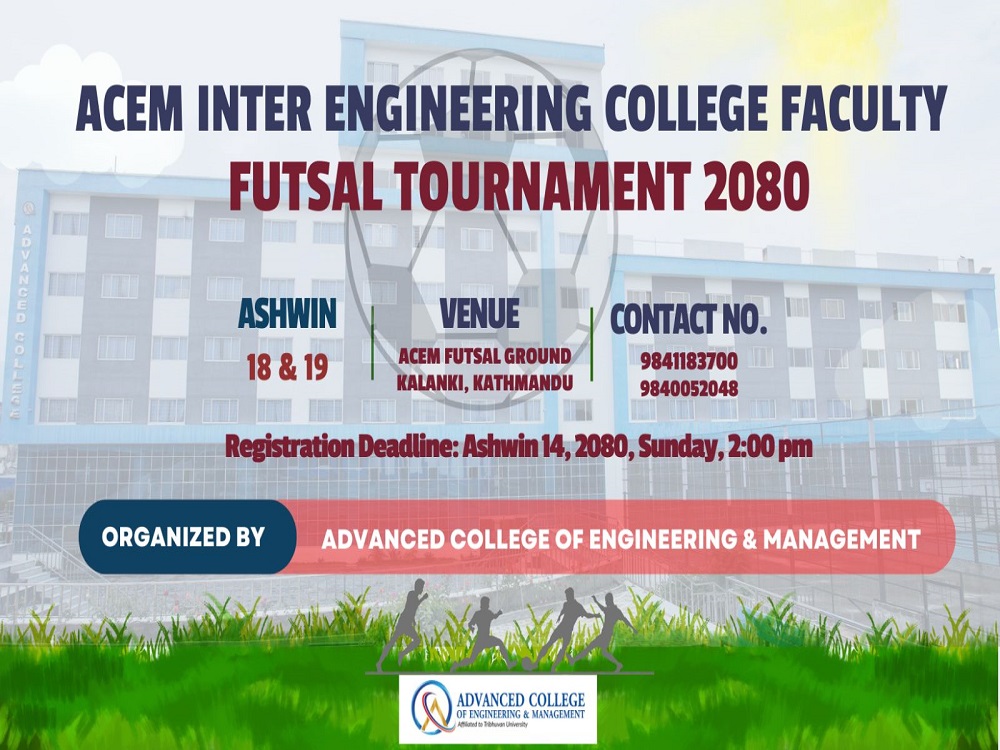 ACEM INTER ENGINEERING COLLEGE FACULTY
FUTSAL TOURNAMENT 2080
ASHWIN
18 & 19
VENUE
ACEM FUTSAL GROUND
KALANKI, KATHMANDU
CONTACT NO.
9841183700
9840052048
Registration Deadline: Ashwin 14, 2080, Sunday, 2:00 pm
ORGANIZED BY
ADVANCED COLLEGE OF ENGINEERING & MANAGEMENT
ADVANCED COLLEGE
ADVANCED COLLEGE
OF ENGINEERING & MANAGEMENT
Affiliated to Tribhuvan University